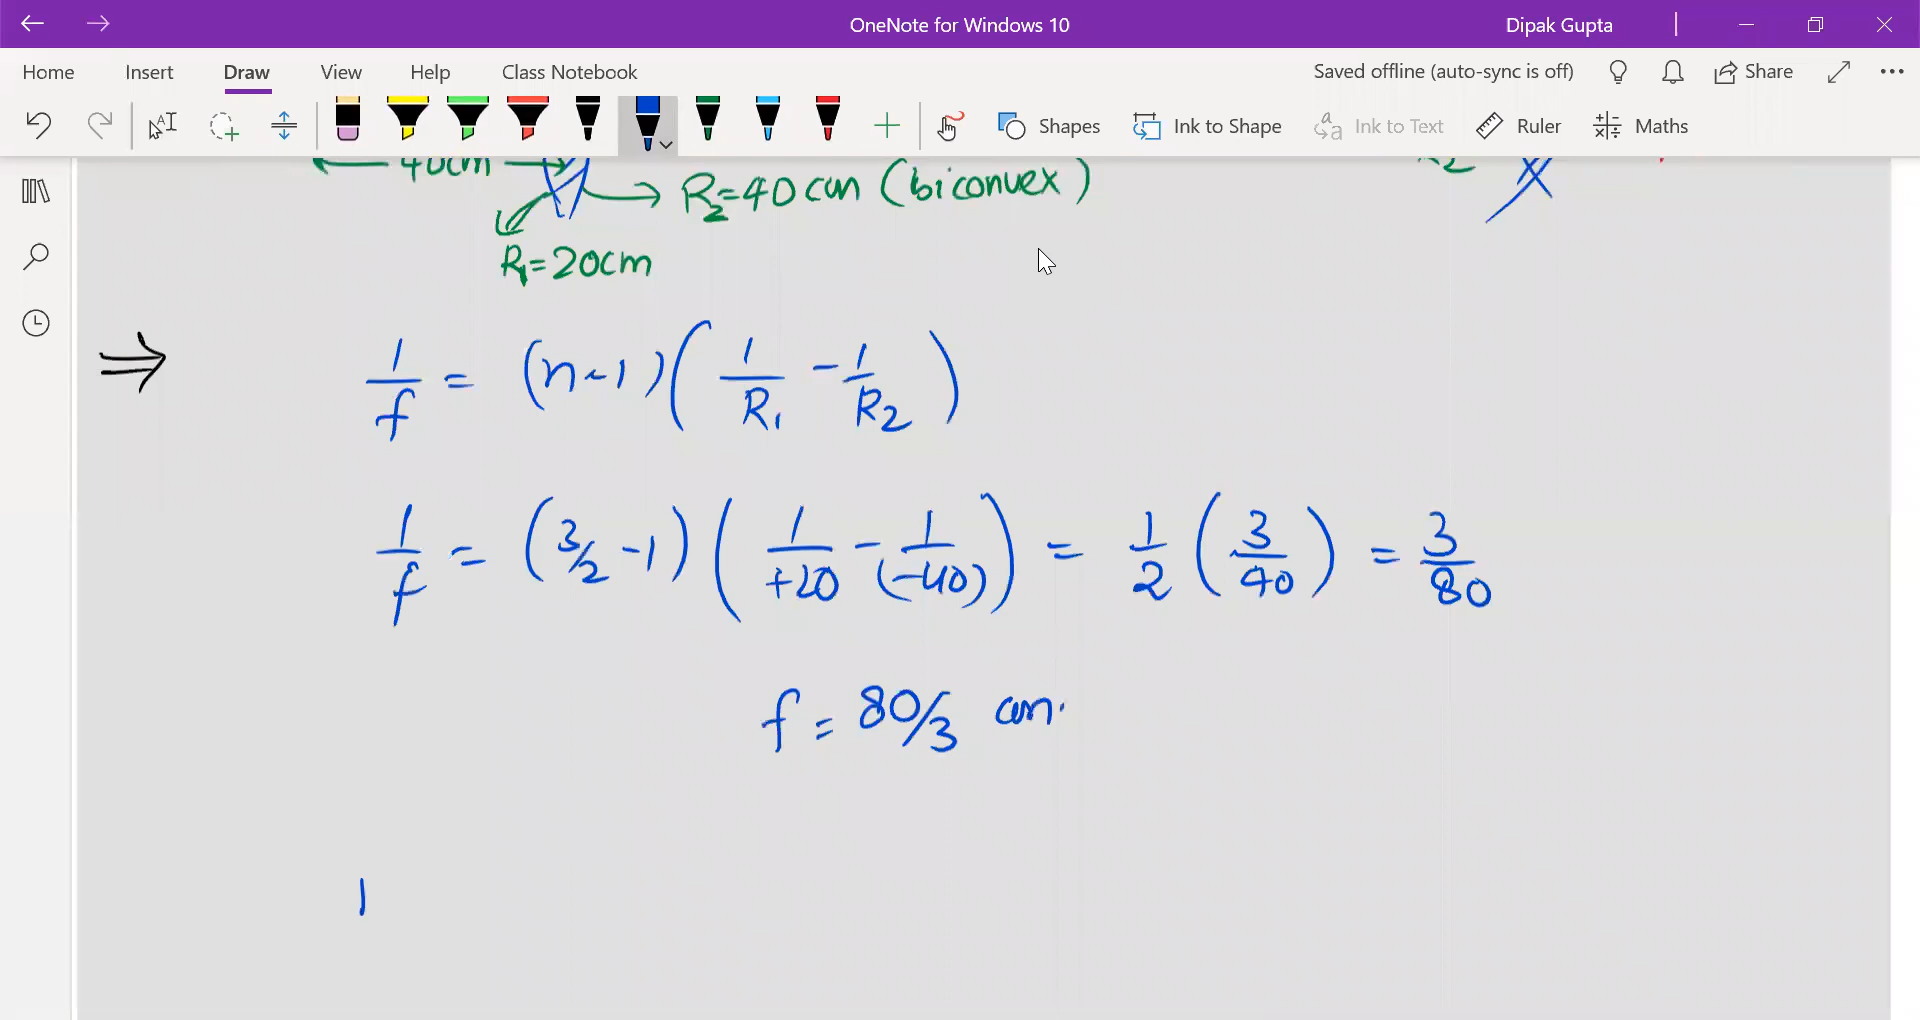 OneNote for Windows 10
Dipak Gupta
Home Insert Draw View Help Class Notebook
Saved offline (auto-sync is off) Share
Shapes Ink to Shape Ink to Text Ruler Maths
40cm
R₂=40cm (biconvex)
R₁=20cm
⇒ 1/f = (n-1)(1/R₁ - 1/R₂)
1/f = (3/2 -1)(1/+20 - 1/(-40)) = 1/2 (3/40) = 3/80
f = 80/3 cm.